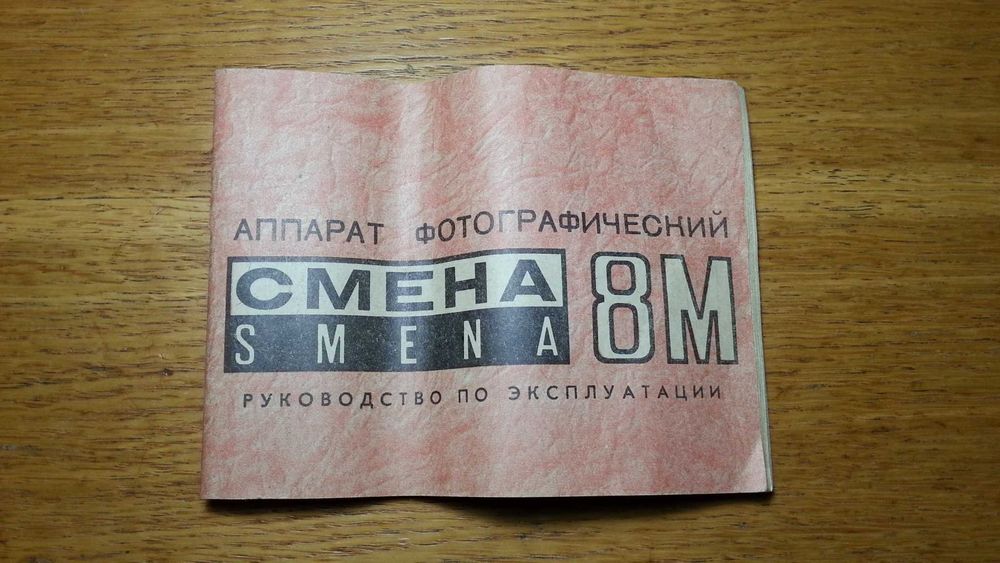 АППАРАТ ФОТОГРАФИЧЕСКИЙ
СМЕНА 8М
SMENA
РУКОВОДСТВО ПО ЭКСПЛУАТАЦИИ